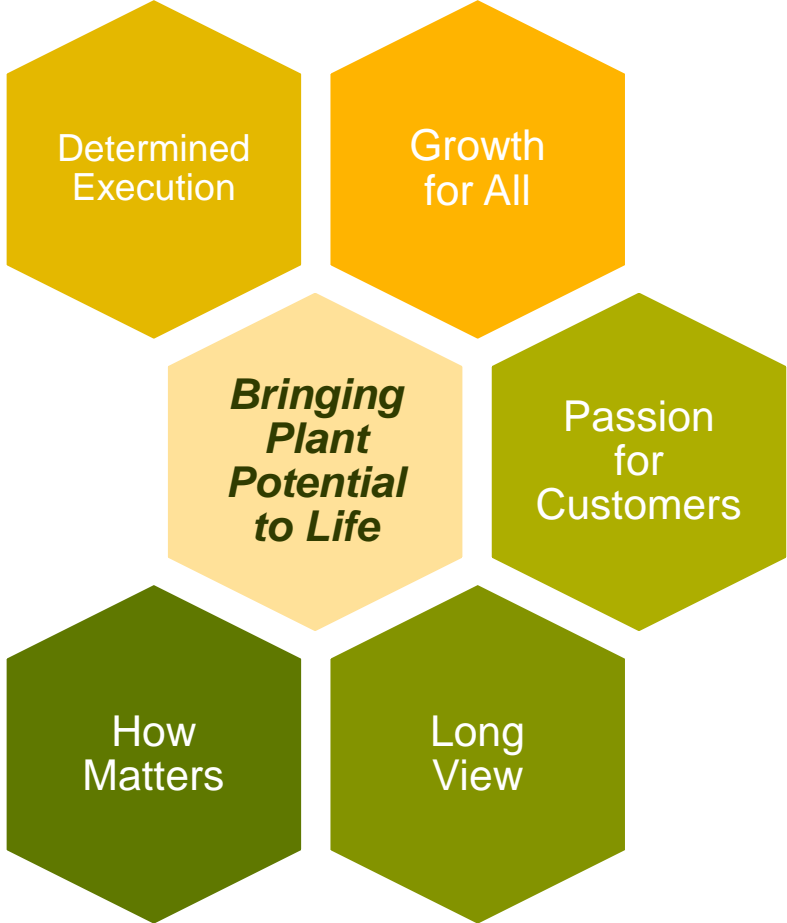 Determined
Execution
Growth
for All
Bringing
Plant
Potential
to Life
Passion
for
Customers
How
Matters
Long
View